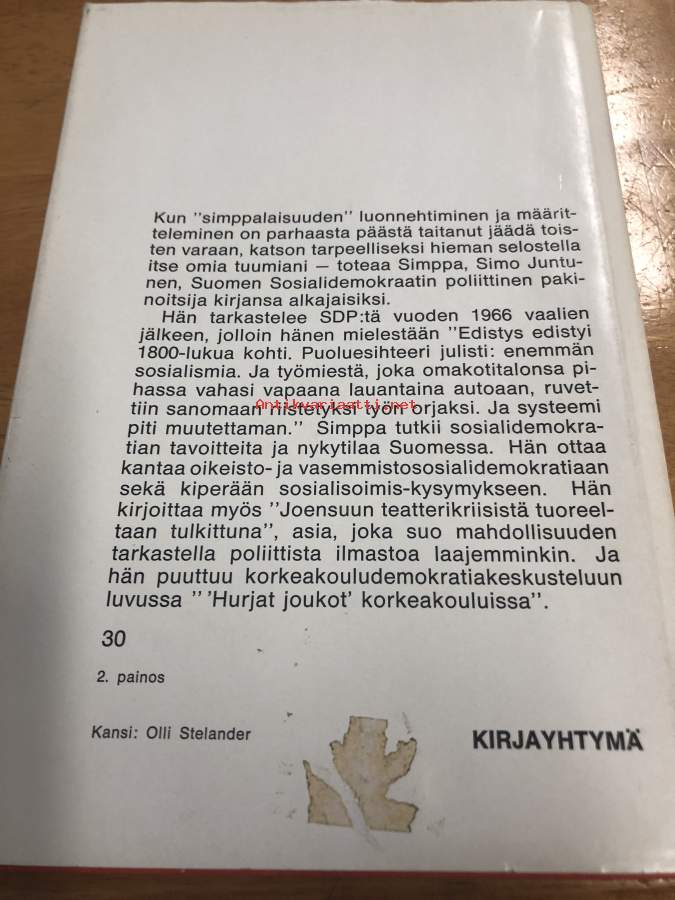 Kun "simppalaisuuden" luonnehtiminen ja määrit-
teleminen on parhaasta päästä taitanut jäädä tois-
ten varaan, katson tarpeelliseksi hieman selostella
itse omia tuumiani — toteaa Simppa, Simo Juntu-
nen, Suomen Sosialidemokraatin poliittinen paki-
noitsija kirjansa alkajaisiksi.
Hän tarkastelee SDP:tä vuoden 1966 vaalien
jälkeen, jolloin hänen mielestään "Edistys edistyi
1800-lukua kohti. Puoluesihteeri julisti: enemmän
sosialismia. Ja työmiestä, joka omakotitalonsa pi-
hassa vahasi vapaana lauantaina autoaan, ruvet-
tiin sanomaan riistetyksi työn orjaksi. Ja systeemi
Antikvariaatti.net
piti muutettaman." Simppa tutkii sosialidemokra-
tian tavoitteita ja nykytilaa Suomessa. Hän ottaa
kantaa oikeisto- ja vasemmistososialidemokratiaan
sekä kiperään sosialisoimis-kysymykseen. Hän
kirjoittaa myös "Joensuun teatterikriisistä tuoreel-
taan tulkittuna", asia, joka suo mahdollisuuden
tarkastella poliittista ilmastoa laajemminkin. Ja
hän puuttuu korkeakouludemokratiakeskusteluun
luvussa " 'Hurjat joukot' korkeakouluissa".
30
2. painos
Kansi: Olli Stelander
KIRJAYHTYMÄ